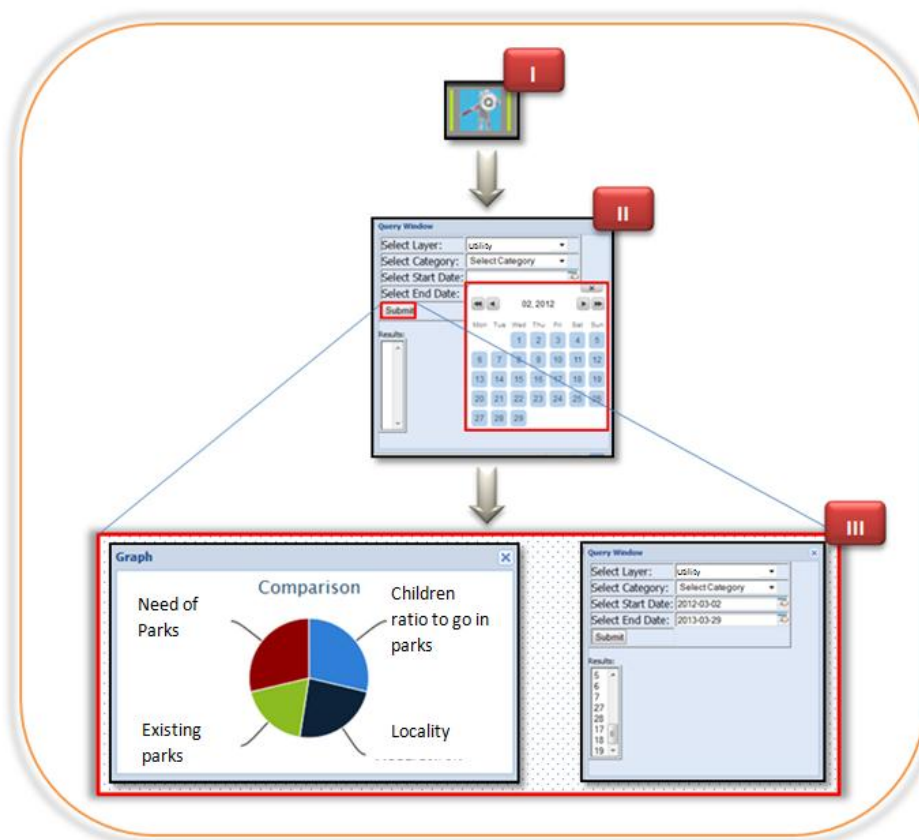 I
II
Query Window
Select Layer: Utility
Select Category: Select Category
Select Start Date:
Select End Date:
Submit
02, 2012
Mon Tue Wed Thu Fri Sat Sun
1 2 3 4 5
6 7 8 9 10 11 12
13 14 15 16 17 18 19
20 21 22 23 24 25 26
27 28 29
Results:
III
Graph
Comparison
Need of
Parks
Children
ratio to go in
parks
Existing
parks
Locality
Query Window
Select Layer: Utility
Select Category: Select Category
Select Start Date: 2012-03-02
Select End Date: 2013-03-29
Submit
Results:
5
6
7
27
28
17
18
19